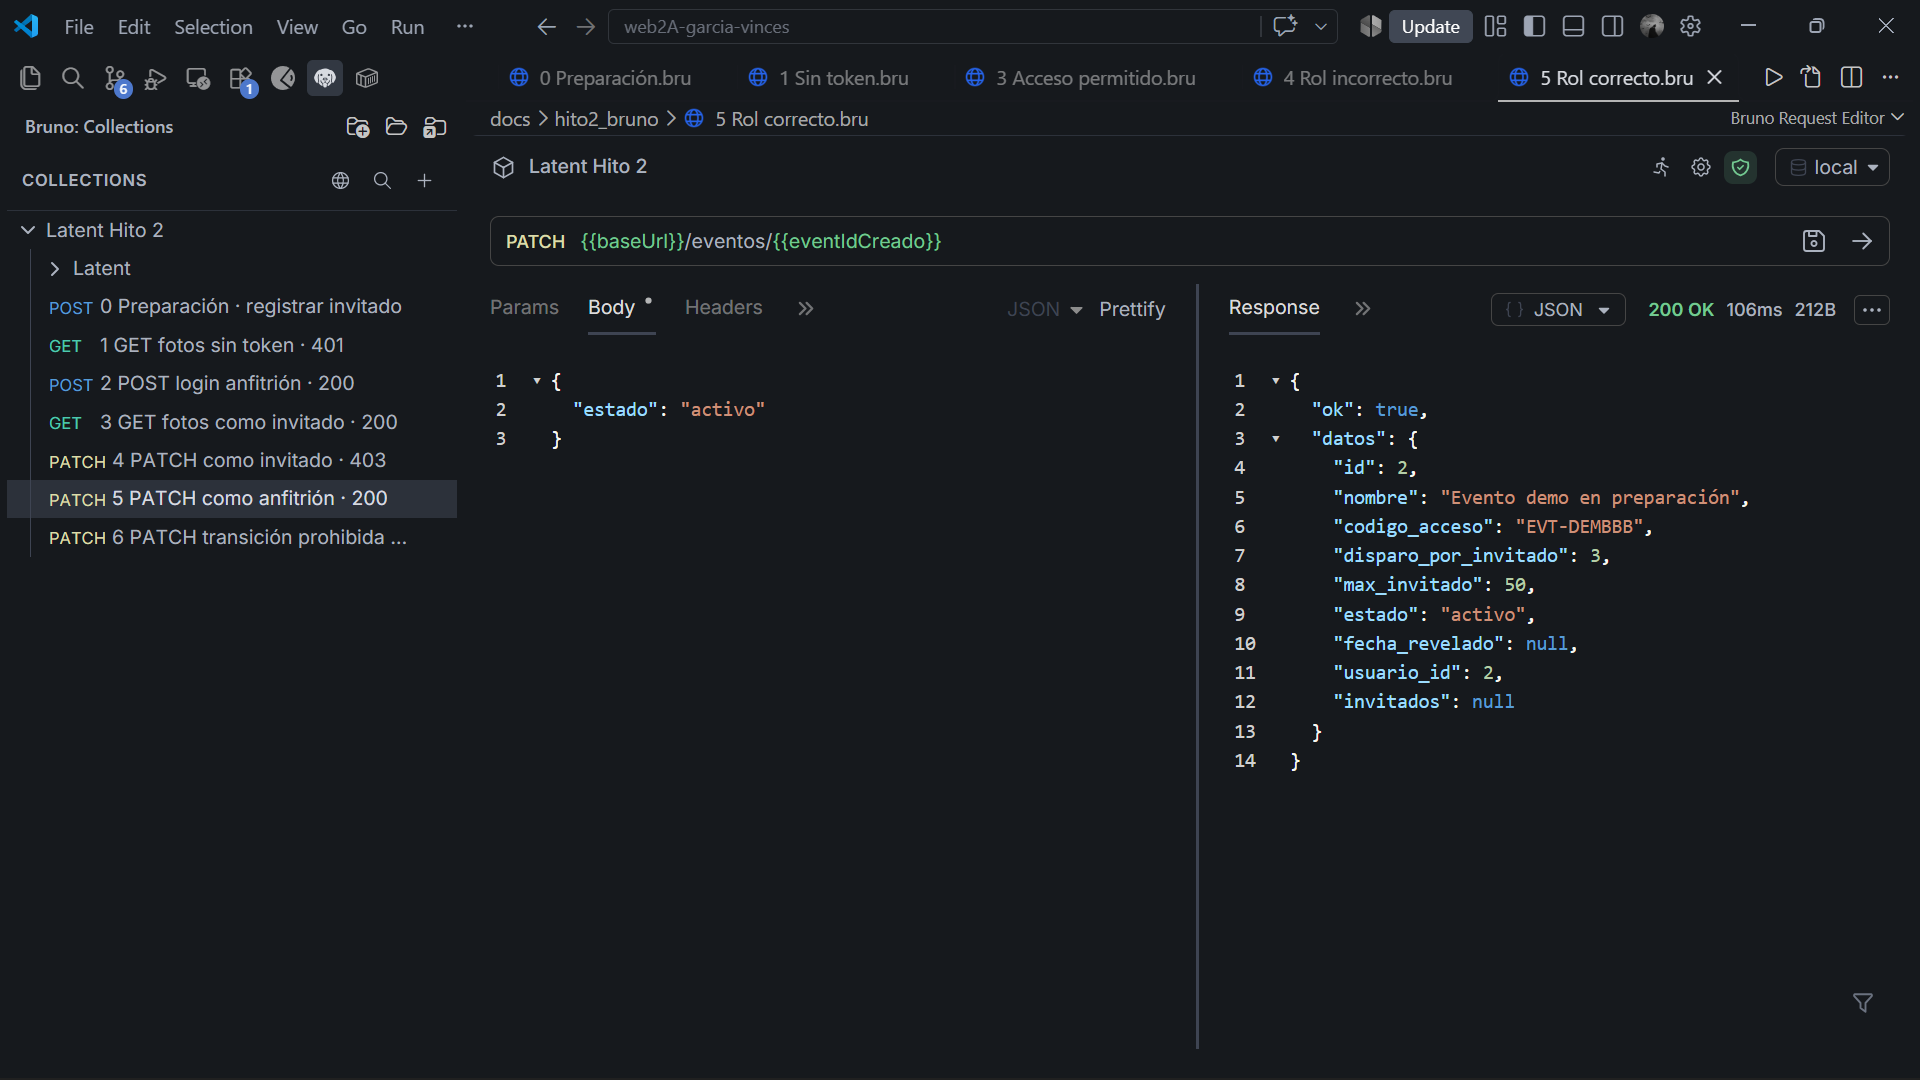 File Edit Selection View Go Run ···
web2A-garcia-vinces
Update
6
1
0 Preparación.bru
1 Sin token.bru
3 Acceso permitido.bru
4 Rol incorrecto.bru
5 Rol correcto.bru
Bruno: Collections
docs > hito2_bruno > 5 Rol correcto.bru
Bruno Request Editor
COLLECTIONS
Latent Hito 2
local
Latent Hito 2
Latent
POST 0 Preparación · registrar invitado
GET 1 GET fotos sin token · 401
POST 2 POST login anfitrión · 200
GET 3 GET fotos como invitado · 200
PATCH 4 PATCH como invitado · 403
PATCH 5 PATCH como anfitrión · 200
PATCH 6 PATCH transición prohibida ...
PATCH {{baseUrl}}/eventos/{{eventIdCreado}}
Params Body Headers
JSON Prettify
1 {
2 "estado": "activo"
3 }
Response
{ } JSON
200 OK 106ms 212B
1 {
2 "ok": true,
3 "datos": {
4 "id": 2,
5 "nombre": "Evento demo en preparación",
6 "codigo_acceso": "EVT-DEMBBB",
7 "disparo_por_invitado": 3,
8 "max_invitado": 50,
9 "estado": "activo",
10 "fecha_revelado": null,
11 "usuario_id": 2,
12 "invitados": null
13 }
14 }